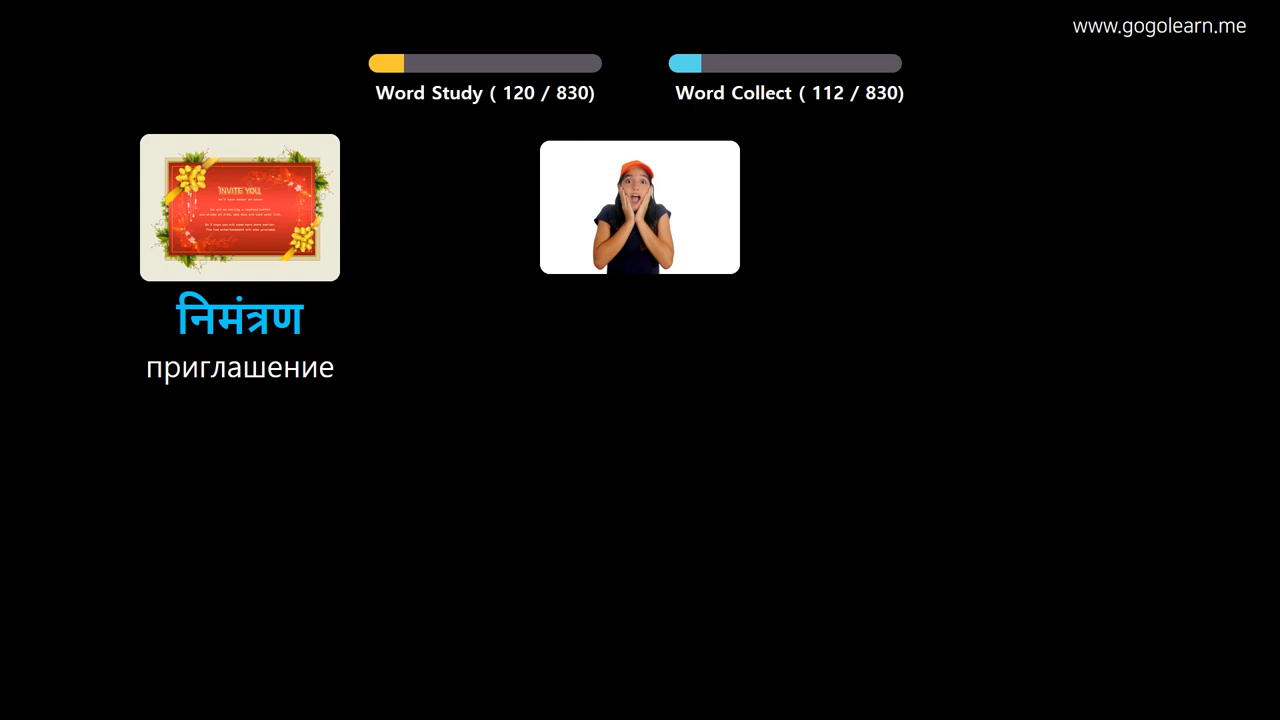 www.gogolearn.me
Word Study ( 120 / 830)
Word Collect ( 112 / 830)
INVITE YOU
निमंत्रण
приглашение